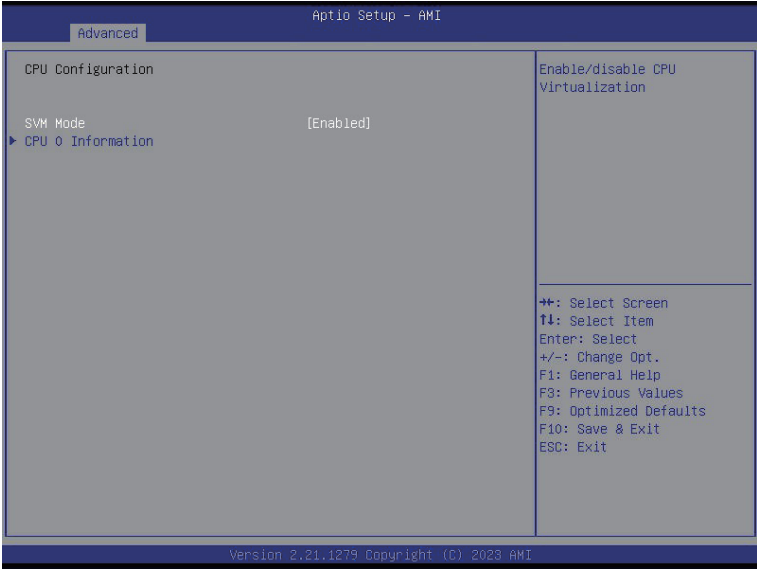 Aptio Setup – AMI
Advanced
CPU Configuration
SVM Mode [Enabled]
CPU 0 Information
Enable/disable CPU
Virtualization
→←: Select Screen
↑↓: Select Item
Enter: Select
+/-: Change Opt.
F1: General Help
F3: Previous Values
F9: Optimized Defaults
F10: Save & Exit
ESC: Exit
Version 2.21.1279 Copyright (C) 2023 AMI